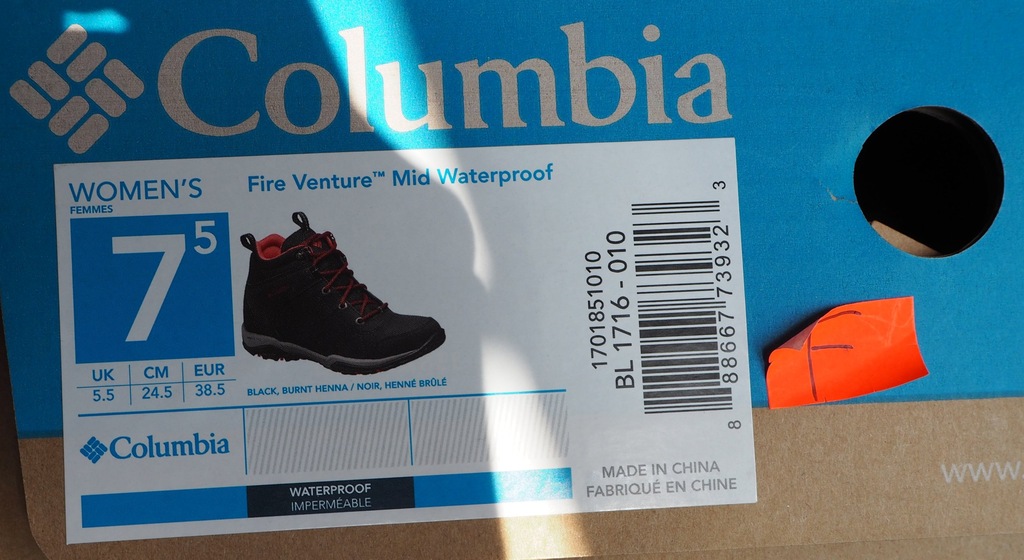 Columbia
WOMEN'S
FEMMES
Fire Venture™ Mid Waterproof
7⁵
UK CM EUR
5.5 24.5 38.5
BLACK, BURNT HENNA / NOIR, HENNÉ BRÛLÉ
Columbia
WATERPROOF
IMPERMÉABLE
1701851010
BL 1716 - 010
8 88667 73932 3
MADE IN CHINA
FABRIQUÉ EN CHINE
www.